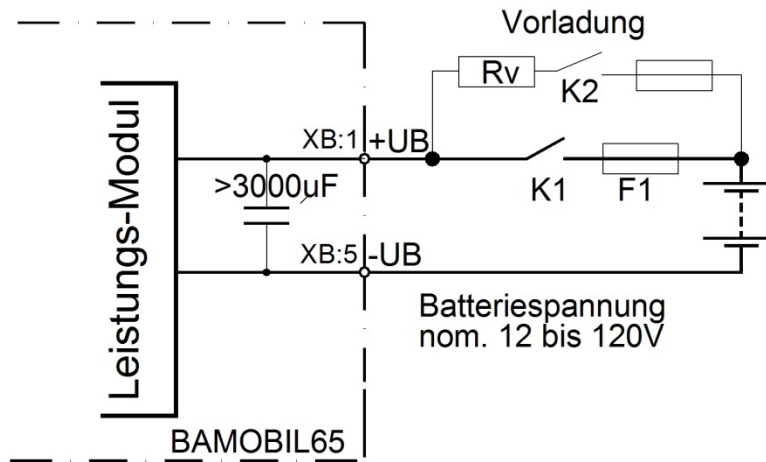 Vorladung
Rv
K2
XB:1
+UB
>3000uF
K1
F1
Leistungs-Modul
XB:5
-UB
Batteriespannung
nom. 12 bis 120V
BAMOBIL65